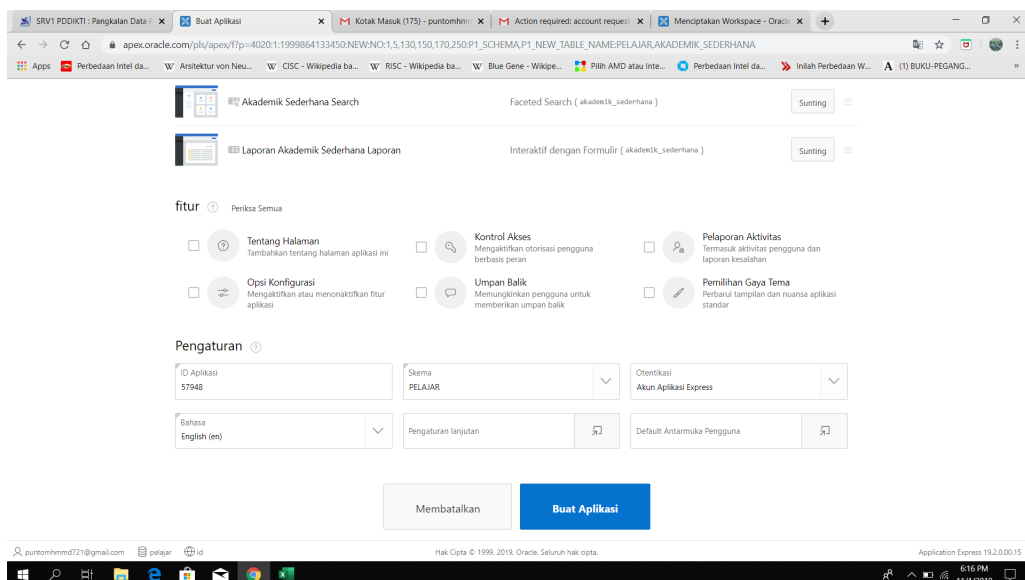 SRV1 PDDIKTI : Pangkalan Data P
Buat Aplikasi
Kotak Masuk (175) - puntomhmm
Action required: account request
Menciptakan Workspace - Oracl
apex.oracle.com/pls/apex/f?p=4020:1:1999864133450:NEW:NO:1,5,130,150,170,250:P1_SCHEMA,P1_NEW_TABLE_NAME:PELAJAR,AKADEMIK_SEDERHANA
Apps
Perbedaan Intel da...
Arsitektur von Neu...
CISC - Wikipedia ba...
RISC - Wikipedia ba...
Blue Gene - Wikipe...
Pilih AMD atau Inte...
Perbedaan Intel da...
Inilah Perbedaan W...
(1) BUKU-PEGANG...
Akademik Sederhana Search
Faceted Search ( akademik_sederhana )
Sunting
Laporan Akademik Sederhana Laporan
Interaktif dengan Formulir ( akademik_sederhana )
Sunting
fitur
Periksa Semua
Tentang Halaman
Tambahkan tentang halaman aplikasi ini
Kontrol Akses
Mengaktifkan otorisasi pengguna
berbasis peran
Pelaporan Aktivitas
Termasuk aktivitas pengguna dan
laporan kesalahan
Opsi Konfigurasi
Mengaktifkan atau menonaktifkan fitur
aplikasi
Umpan Balik
Memungkinkan pengguna untuk
memberikan umpan balik
Pemilihan Gaya Tema
Perbarui tampilan dan nuansa aplikasi
standar
Pengaturan
ID Aplikasi
57948
Skema
PELAJAR
Otentikasi
Akun Aplikasi Express
Bahasa
English (en)
Pengaturan lanjutan
Default Antarmuka Pengguna
Membatalkan
Buat Aplikasi
puntomhmmd721@gmail.com
pelajar
id
Hak Cipta © 1999, 2019, Oracle. Seluruh hak cipta.
Application Express 19.2.0.00.15
6:16 PM